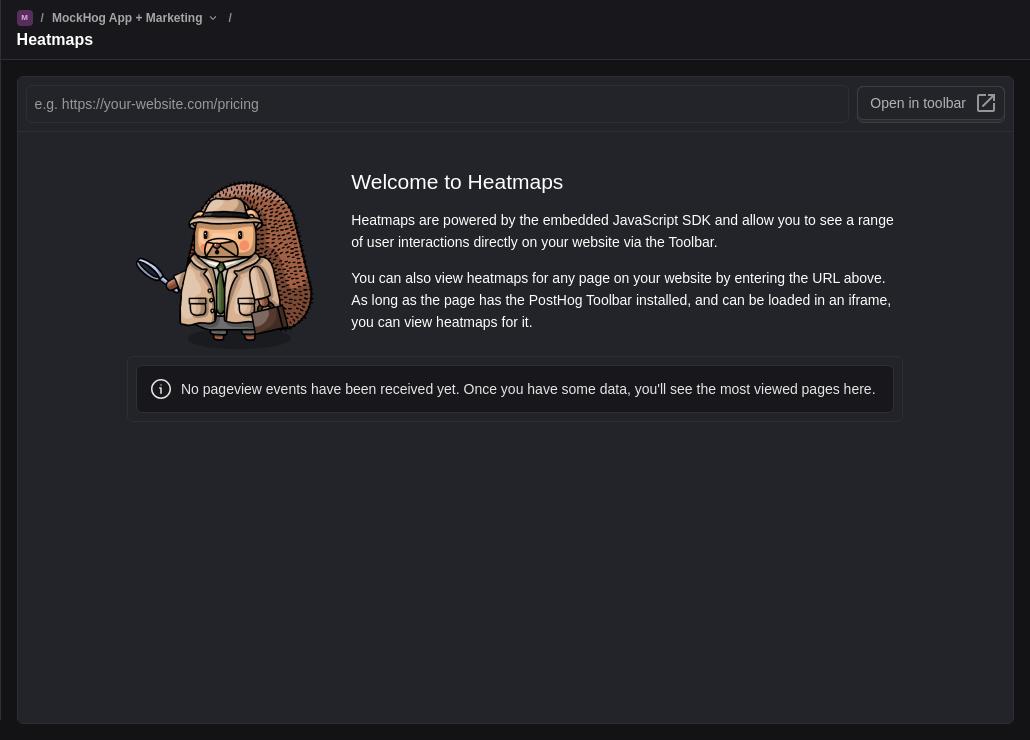 M / MockHog App + Marketing /
Heatmaps
e.g. https://your-website.com/pricing
Open in toolbar
Welcome to Heatmaps
Heatmaps are powered by the embedded JavaScript SDK and allow you to see a range
of user interactions directly on your website via the Toolbar.
You can also view heatmaps for any page on your website by entering the URL above.
As long as the page has the PostHog Toolbar installed, and can be loaded in an iframe,
you can view heatmaps for it.
No pageview events have been received yet. Once you have some data, you'll see the most viewed pages here.